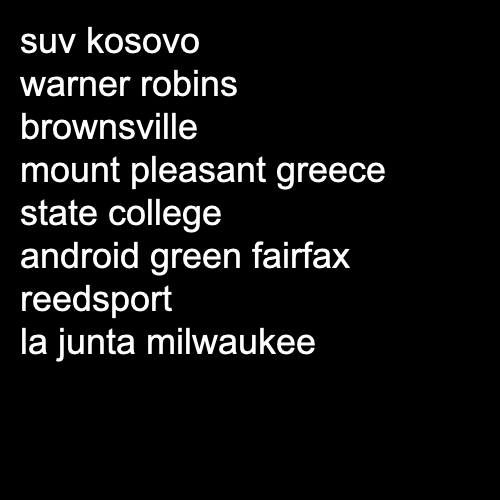 suv kosovo
warner robins
brownsville
mount pleasant greece
state college
android green fairfax
reedsport
la junta milwaukee